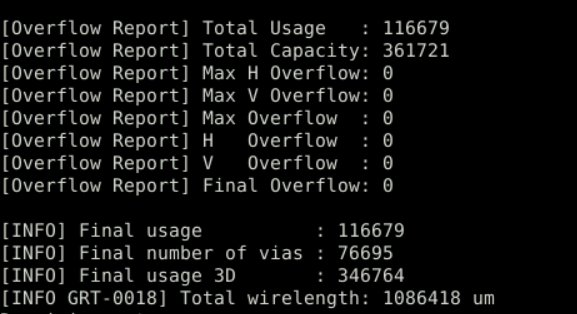 [Overflow Report] Total Usage   : 116679
[Overflow Report] Total Capacity: 361721
[Overflow Report] Max H Overflow: 0
[Overflow Report] Max V Overflow: 0
[Overflow Report] Max Overflow  : 0
[Overflow Report] H   Overflow  : 0
[Overflow Report] V   Overflow  : 0
[Overflow Report] Final Overflow: 0

[INFO] Final usage          : 116679
[INFO] Final number of vias : 76695
[INFO] Final usage 3D       : 346764
[INFO GRT-0018] Total wirelength: 1086418 um